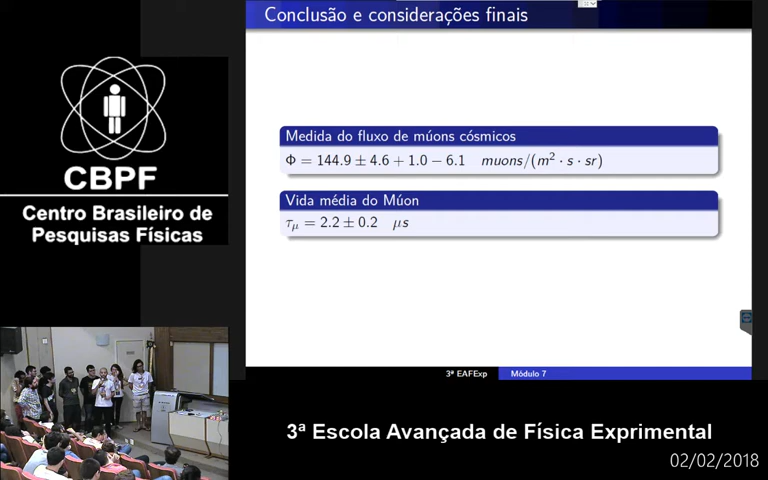 Conclusão e considerações finais
Medida do fluxo de múons cósmicos
Φ = 144.9 ± 4.6 + 1.0 − 6.1 muons/(m² · s · sr)
Vida média do Múon
τμ = 2.2 ± 0.2 μs
3ª EAFExp Módulo 7
CBPF
Centro Brasileiro de
Pesquisas Físicas
3ª Escola Avançada de Física Exprimental
02/02/2018